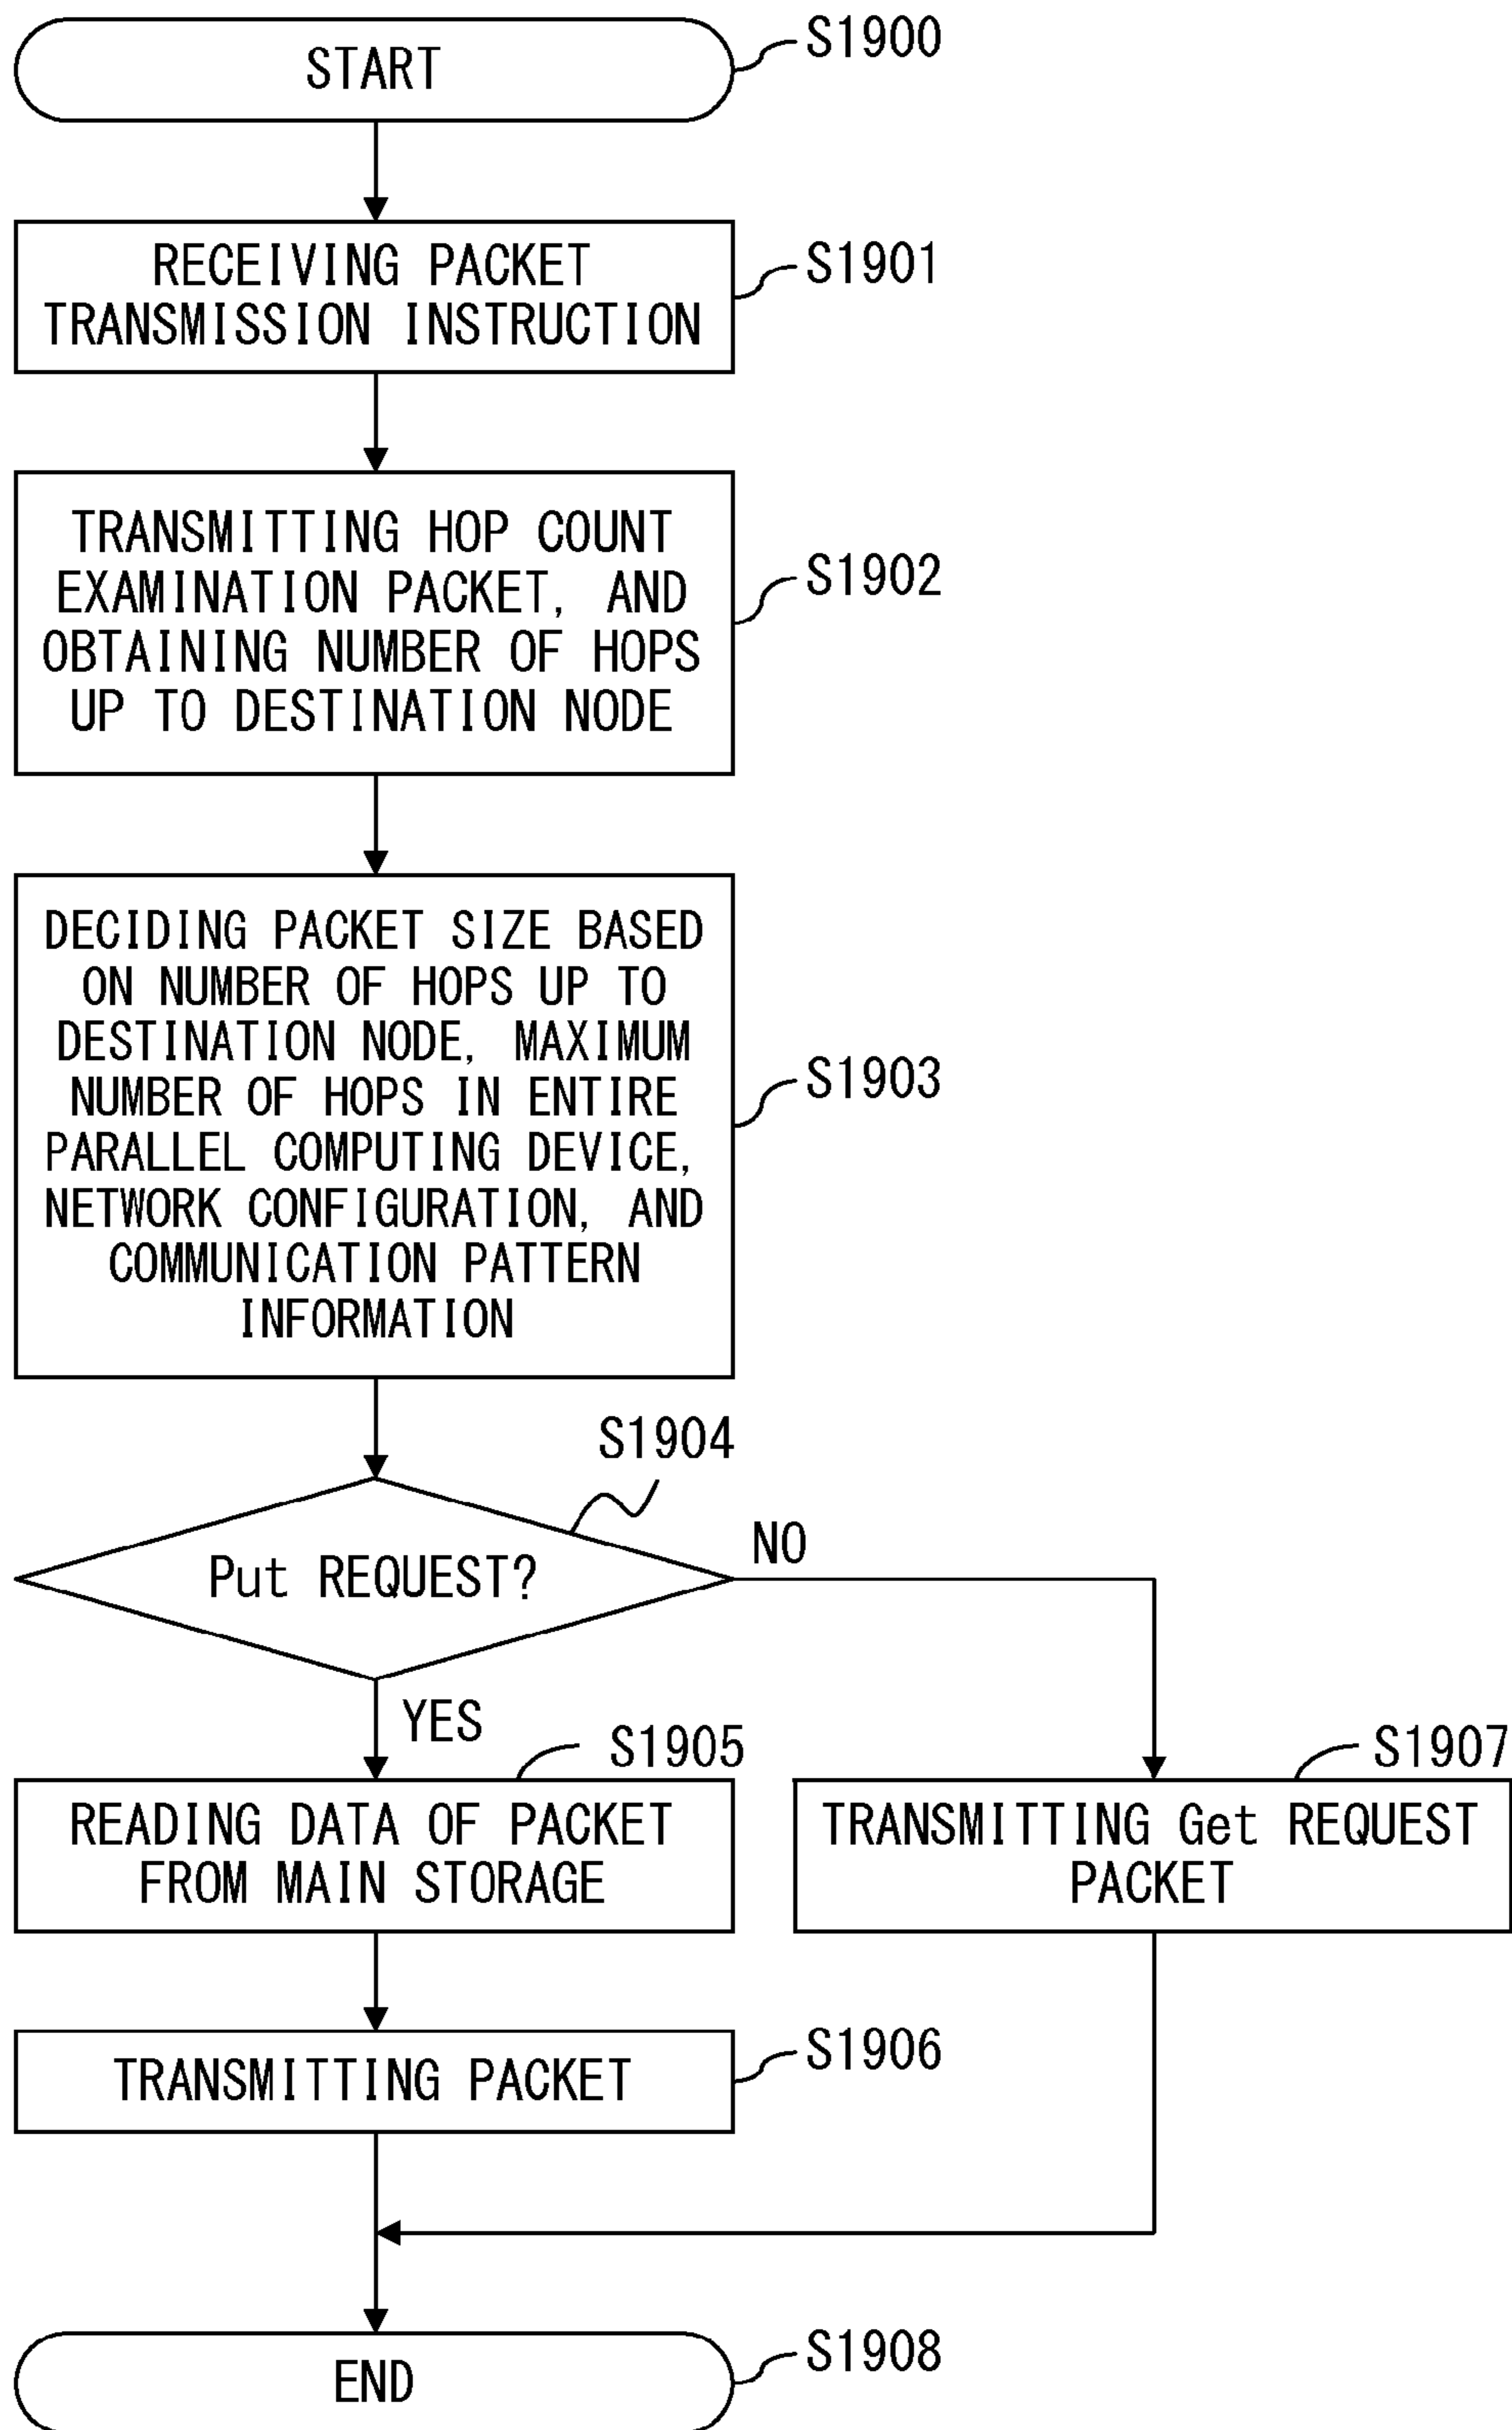 START
S1900
RECEIVING PACKET
TRANSMISSION INSTRUCTION
S1901
TRANSMITTING HOP COUNT
EXAMINATION PACKET, AND
OBTAINING NUMBER OF HOPS
UP TO DESTINATION NODE
S1902
DECIDING PACKET SIZE BASED
ON NUMBER OF HOPS UP TO
DESTINATION NODE, MAXIMUM
NUMBER OF HOPS IN ENTIRE
PARALLEL COMPUTING DEVICE,
NETWORK CONFIGURATION, AND
COMMUNICATION PATTERN
INFORMATION
S1903
S1904
Put REQUEST?
NO
YES
S1905
READING DATA OF PACKET
FROM MAIN STORAGE
S1907
TRANSMITTING Get REQUEST
PACKET
TRANSMITTING PACKET
S1906
END
S1908